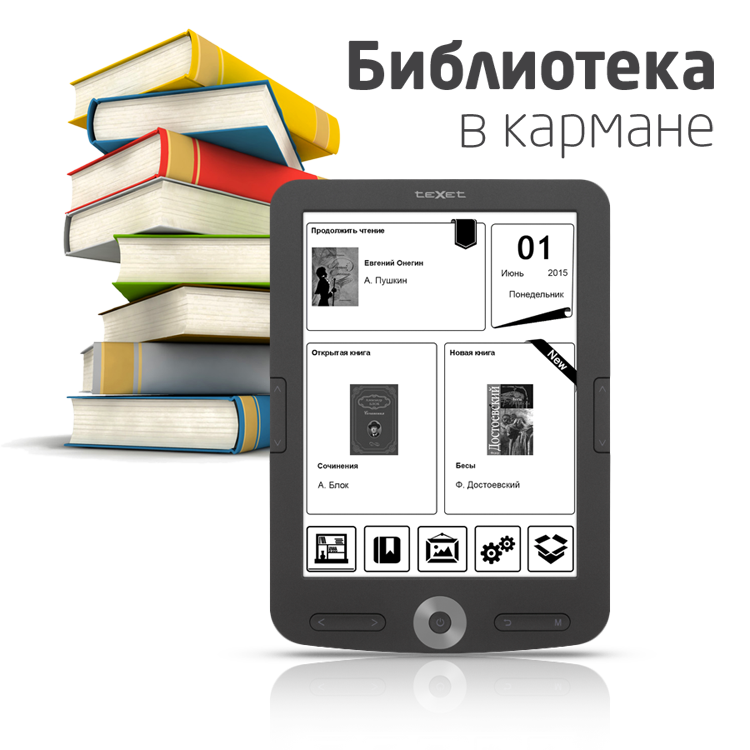 Библиотека
в кармане
teXet
Продолжить чтение
Евгений Онегин
А. Пушкин
01
Июнь 2015
Понедельник
Открытая книга
Сочинения
А. Блок
Новая книга
New
Достоевский
Бесы
Ф. Достоевский
M